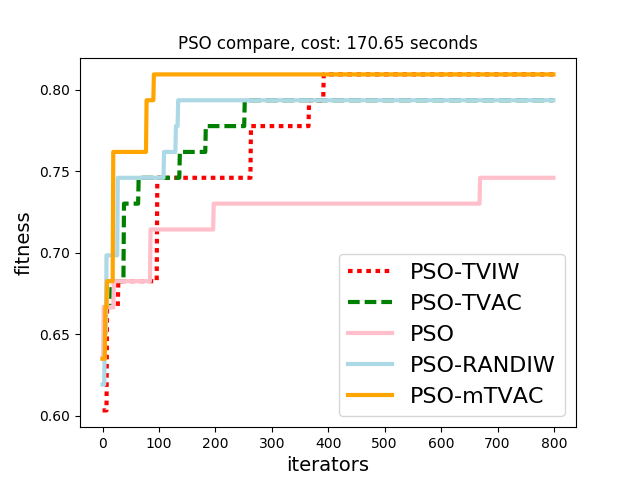 PSO compare, cost: 170.65 seconds
0.80
0.75
0.70
0.65
0.60
fitness
PSO-TVIW
PSO-TVAC
PSO
PSO-RANDIW
PSO-mTVAC
0 100 200 300 400 500 600 700 800
iterators